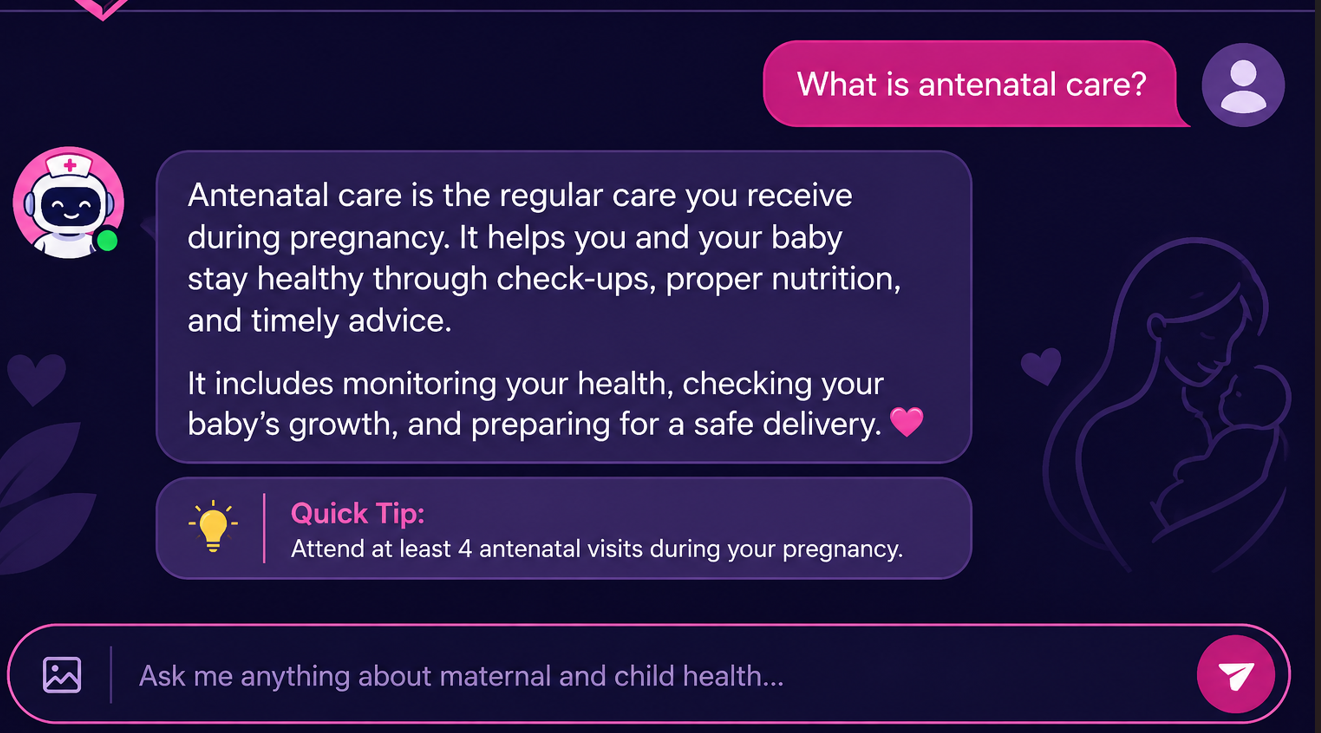 What is antenatal care?
Antenatal care is the regular care you receive
during pregnancy. It helps you and your baby
stay healthy through check-ups, proper nutrition,
and timely advice.
It includes monitoring your health, checking your
baby’s growth, and preparing for a safe delivery. 🩷
Quick Tip:
Attend at least 4 antenatal visits during your pregnancy.
Ask me anything about maternal and child health...